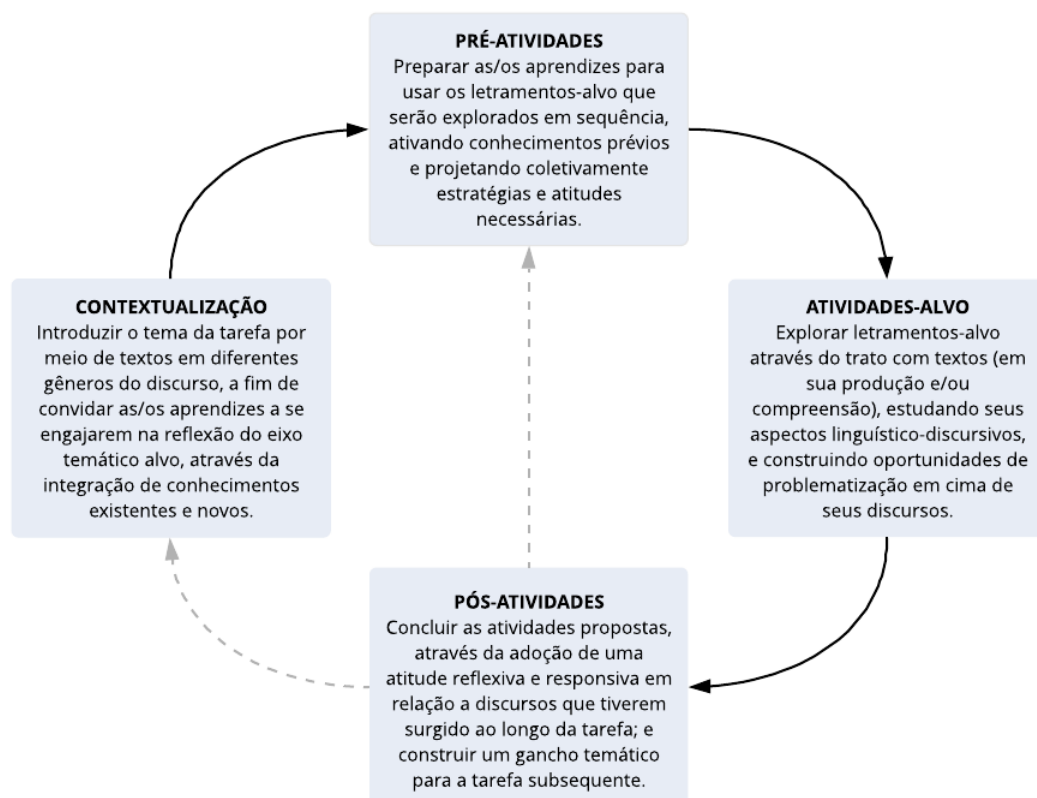 PRÉ-ATIVIDADES
Preparar as/os aprendizes para
usar os letramentos-alvo que
serão explorados em sequência,
ativando conhecimentos prévios
e projetando coletivamente
estratégias e atitudes
necessárias.
CONTEXTUALIZAÇÃO
Introduzir o tema da tarefa por
meio de textos em diferentes
gêneros do discurso, a fim de
convidar as/os aprendizes a se
engajarem na reflexão do eixo
temático alvo, através da
integração de conhecimentos
existentes e novos.
ATIVIDADES-ALVO
Explorar letramentos-alvo
através do trato com textos (em
sua produção e/ou
compreensão), estudando seus
aspectos linguístico-discursivos,
e construindo oportunidades de
problematização em cima de
seus discursos.
PÓS-ATIVIDADES
Concluir as atividades propostas,
através da adoção de uma
atitude reflexiva e responsiva em
relação a discursos que tiverem
surgido ao longo da tarefa; e
construir um gancho temático
para a tarefa subsequente.